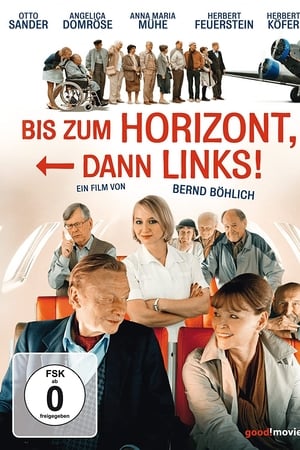 OTTO SANDER
ANGELICA DOMRÖSE
ANNA MARIA MÜHE
HERBERT FEUERSTEIN
HERBERT KÖFER
BIS ZUM HORIZONT,
← DANN LINKS!
EIN FILM VON BERND BÖHLICH
FSK
ab
0
freigegeben
good!movies